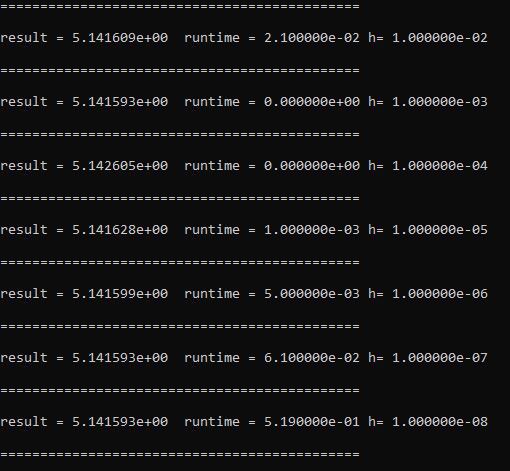 =============================================
result = 5.141609e+00  runtime = 2.100000e-02 h= 1.000000e-02
=============================================
result = 5.141593e+00  runtime = 0.000000e+00 h= 1.000000e-03
=============================================
result = 5.142605e+00  runtime = 0.000000e+00 h= 1.000000e-04
=============================================
result = 5.141628e+00  runtime = 1.000000e-03 h= 1.000000e-05
=============================================
result = 5.141599e+00  runtime = 5.000000e-03 h= 1.000000e-06
=============================================
result = 5.141593e+00  runtime = 6.100000e-02 h= 1.000000e-07
=============================================
result = 5.141593e+00  runtime = 5.190000e-01 h= 1.000000e-08
=============================================